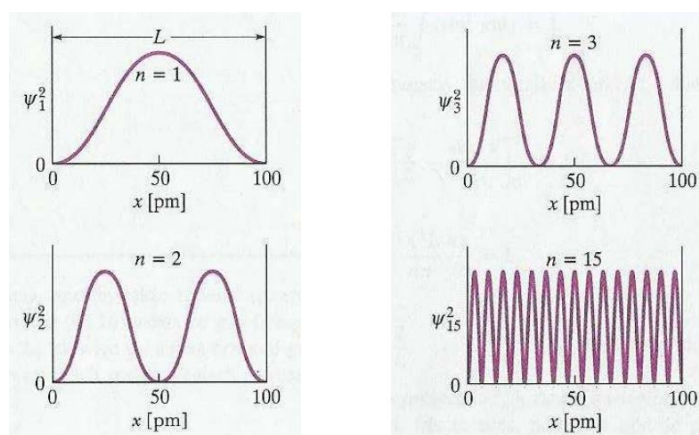 L
n = 1
ψ₁²
0
0 50 100
x [pm]
n = 2
ψ₂²
0
0 50 100
x [pm]
n = 3
ψ₃²
0
0 50 100
x [pm]
n = 15
ψ₁₅²
0
0 50 100
x [pm]